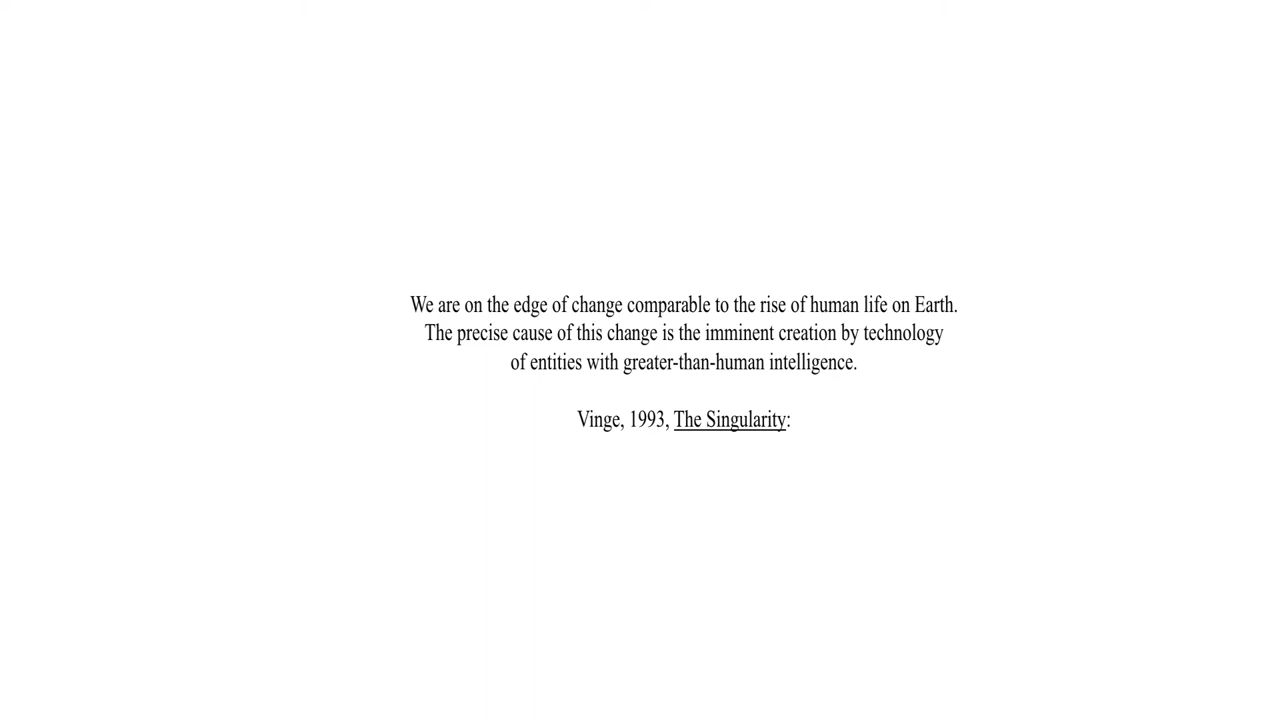 We are on the edge of change comparable to the rise of human life on Earth.
The precise cause of this change is the imminent creation by technology
of entities with greater-than-human intelligence.
Vinge, 1993, The Singularity: